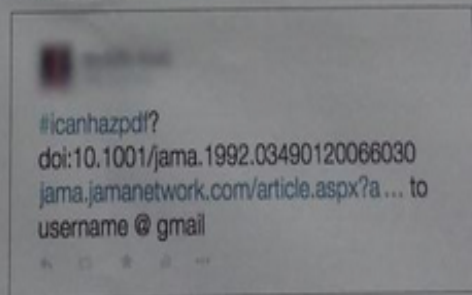 #icanhazpdf?
doi:10.1001/jama.1992.03490120066030
jama.jamanetwork.com/article.aspx?a... to
username @ gmail